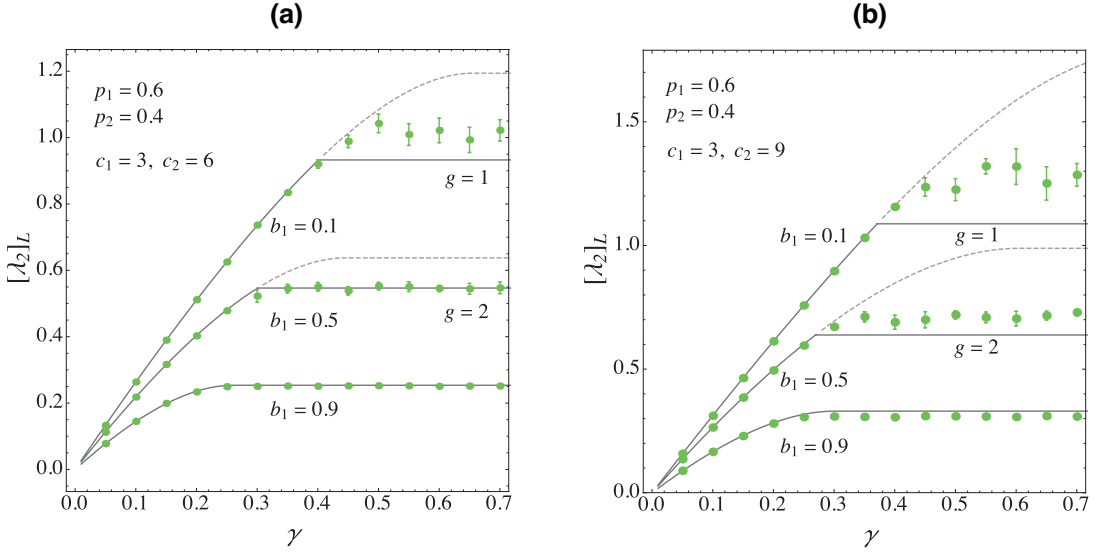 (a)
p₁ = 0.6
p₂ = 0.4
c₁ = 3, c₂ = 6
g = 1
b₁ = 0.1
g = 2
b₁ = 0.5
b₁ = 0.9
[λ₂]_L
1.2
1.0
0.8
0.6
0.4
0.2
0.0
0.0 0.1 0.2 0.3 0.4 0.5 0.6 0.7
γ
(b)
p₁ = 0.6
p₂ = 0.4
c₁ = 3, c₂ = 9
b₁ = 0.1
g = 1
g = 2
b₁ = 0.5
b₁ = 0.9
[λ₂]_L
1.5
1.0
0.5
0.0
0.0 0.1 0.2 0.3 0.4 0.5 0.6 0.7
γ